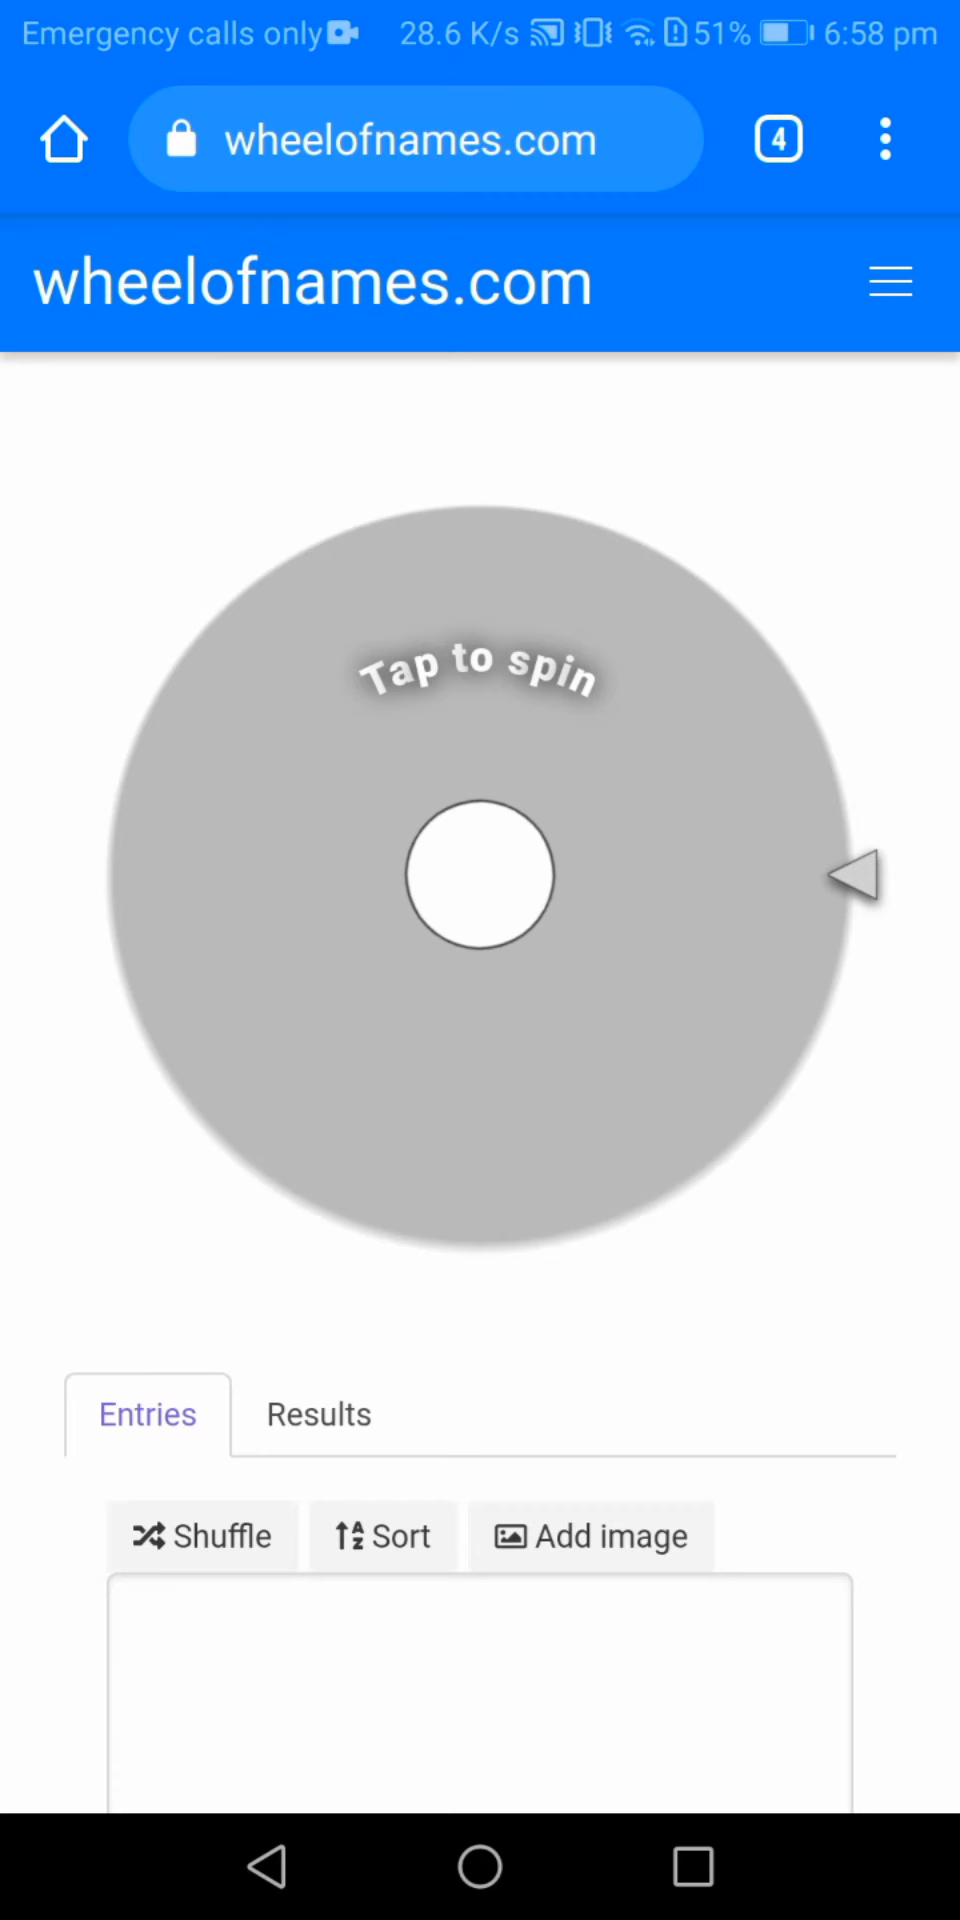 Emergency calls only 28.6 K/s 51% 6:58 pm
wheelofnames.com 4
wheelofnames.com
Tap to spin
Entries Results
Shuffle Sort Add image